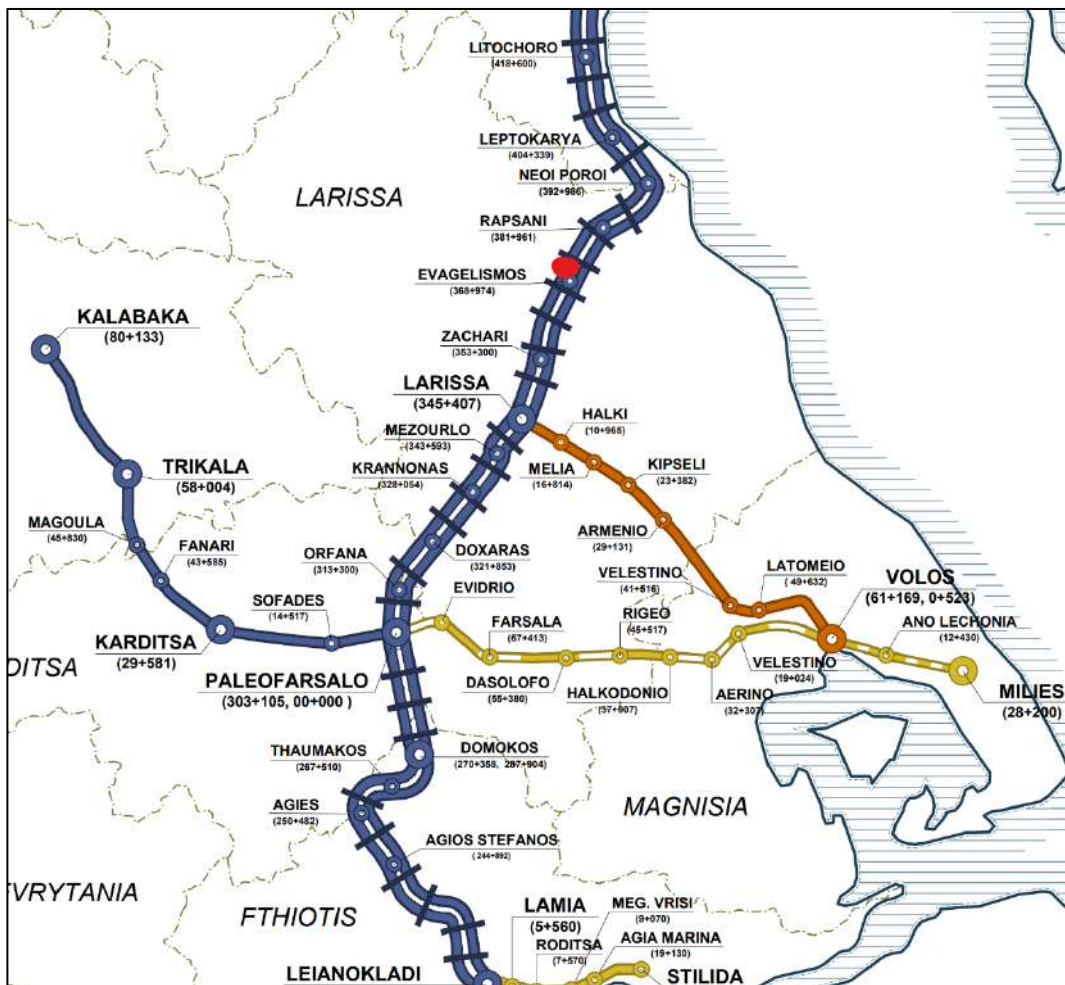 LITOCHORO
(418+600)
LEPTOKARYA
(404+339)
NEOI POROI
(392+986)
LARISSA
RAPSANI
(381+961)
EVAGELISMOS
(368+974)
KALABAKA
(80+133)
ZACHARI
(353+300)
LARISSA
(345+407)
HALKI
(10+965)
MEZOURLO
(343+593)
MELIA
(16+814)
KIPSELI
(23+382)
TRIKALA
(58+004)
KRANNONAS
(328+054)
MAGOULA
(45+830)
FANARI
(43+585)
ORFANA
(313+300)
DOXARAS
(321+853)
ARMENIO
(29+131)
VELESTINO
(41+516)
LATOMEIO
( 49+632)
VOLOS
(61+169, 0+523)
SOFADES
(14+517)
EVIDRIO
RIGEO
(45+517)
ANO LECHONIA
(12+430)
KARDITSA
(29+581)
FARSALA
(67+413)
DITSA
PALEOFARSALO
(303+105, 00+000 )
DASOLOFO
(55+380)
HALKODONIO
(37+907)
VELESTINO
(19+024)
AERINO
(32+307)
MILIES
(28+200)
THAUMAKOS
(267+510)
DOMOKOS
(270+358, 287+904)
AGIES
(250+482)
MAGNISIA
AGIOS STEFANOS
( 244+892)
VRYTANIA
FTHIOTIS
LAMIA
(5+560)
MEG. VRISI
(9+070)
RODITSA
(7+570)
AGIA MARINA
(19+130)
LEIANOKLADI
STILIDA